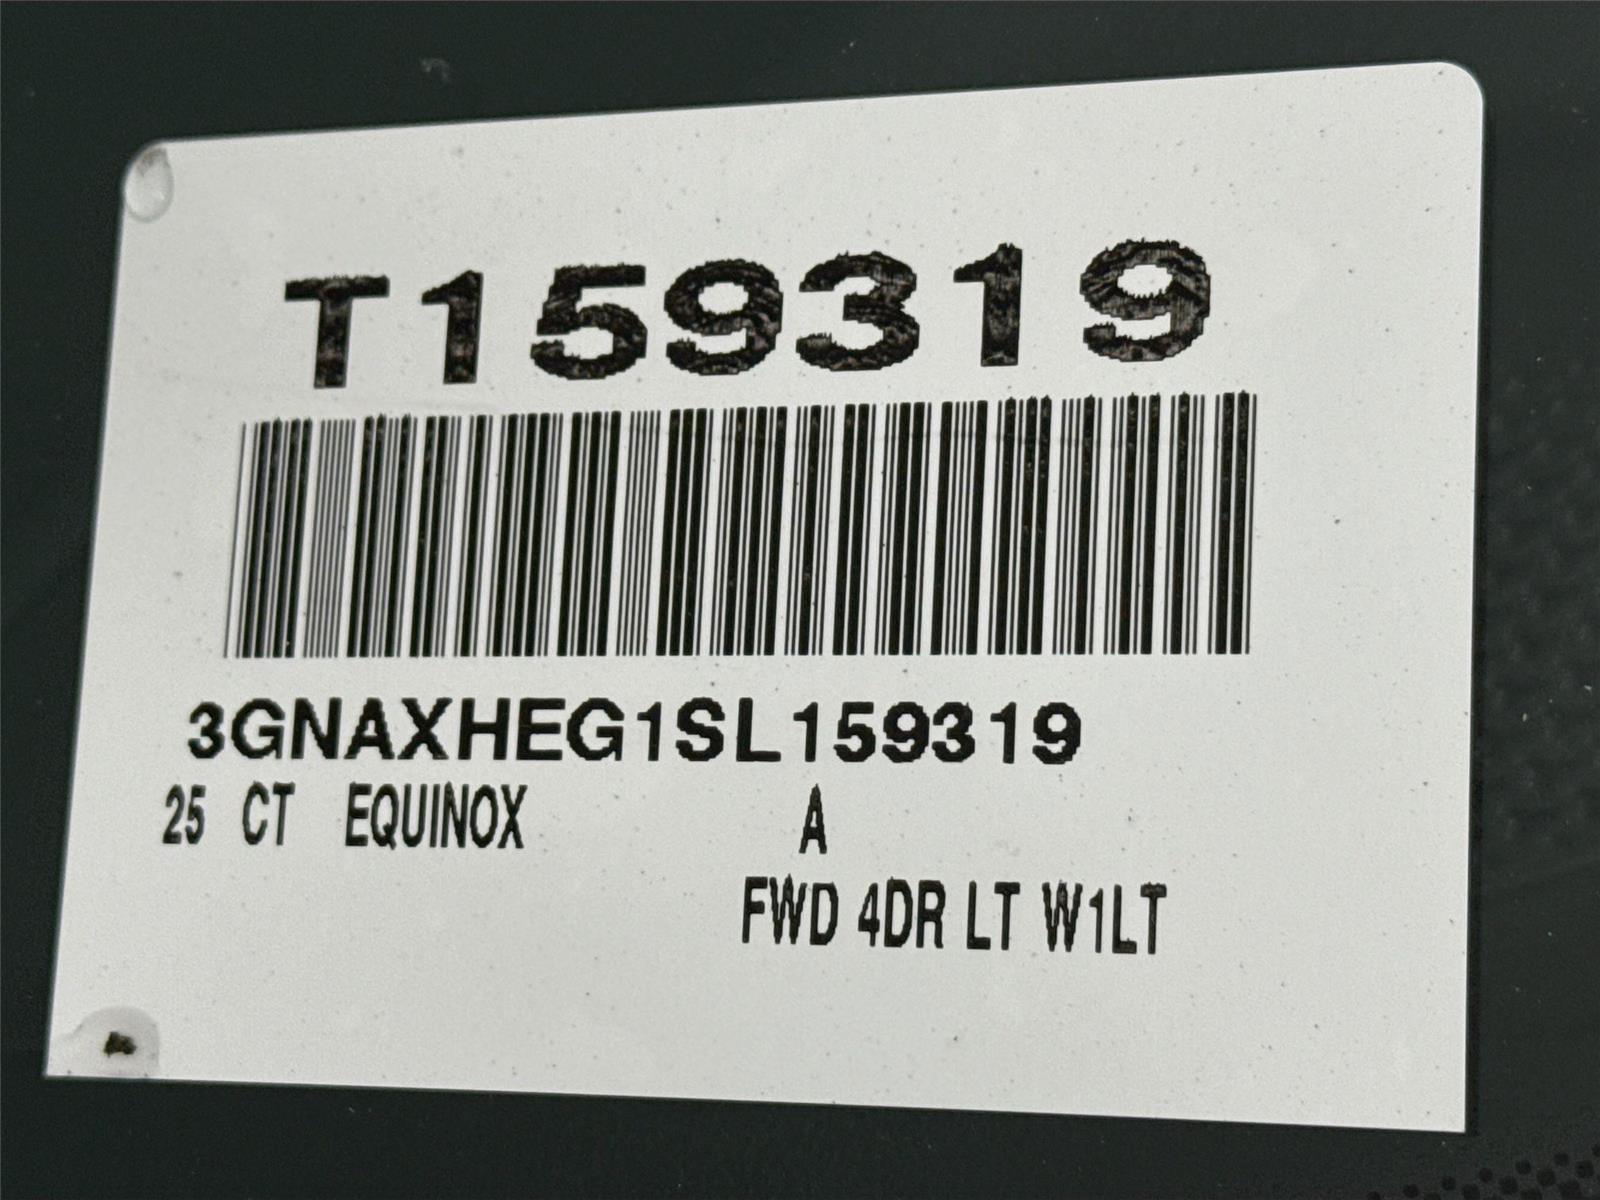 T159319
3GNAXHEG1SL159319
25 CT EQUINOX A
FWD 4DR LT W1LT